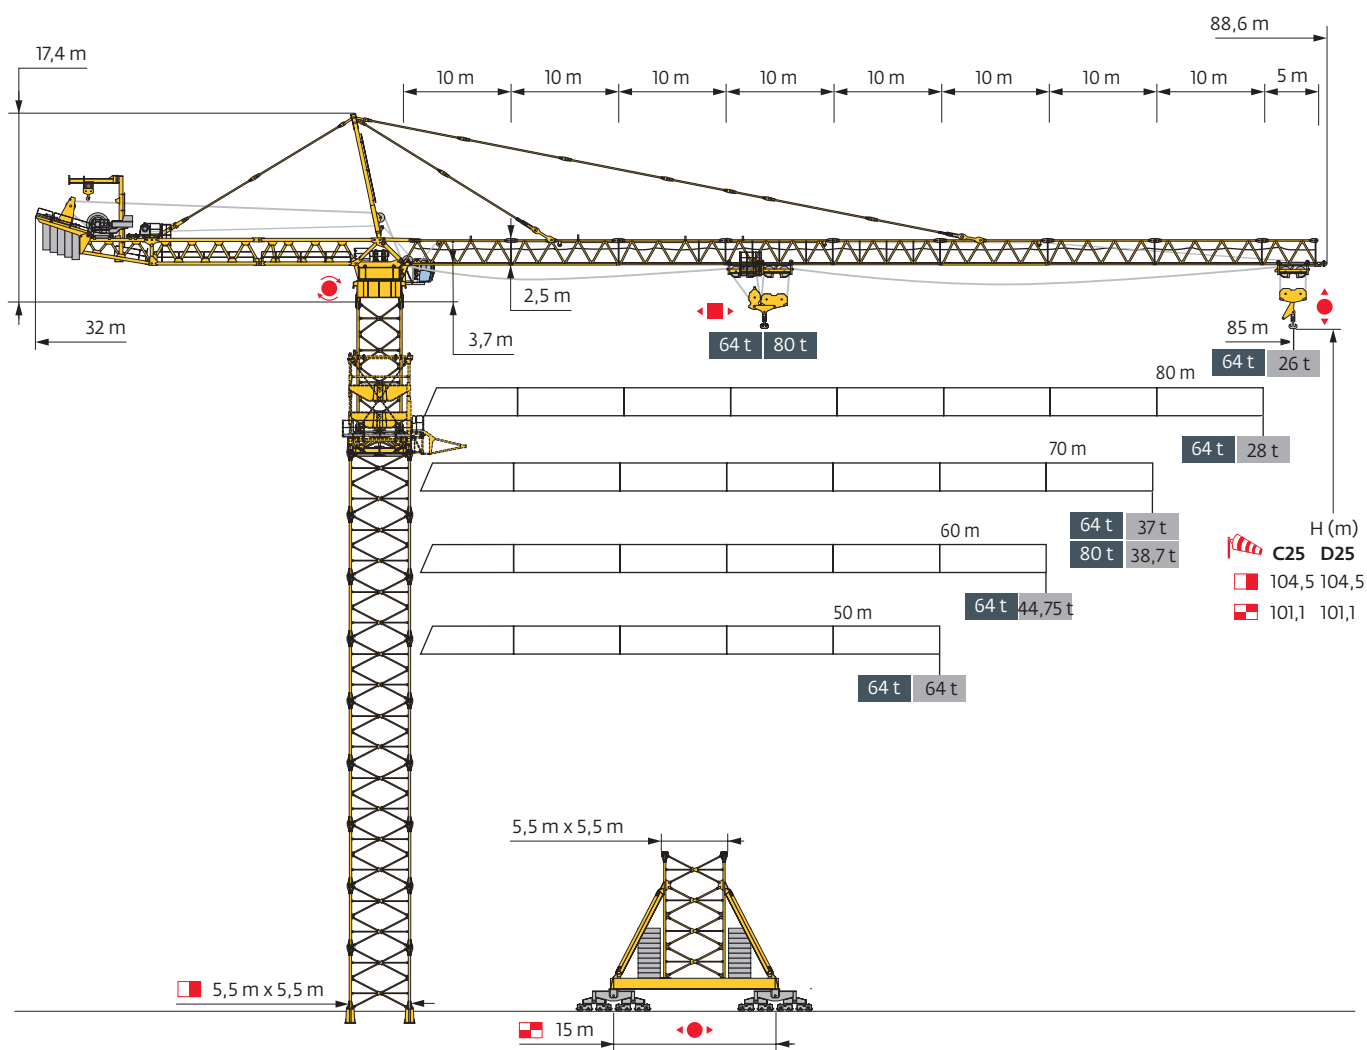 88,6 m
17,4 m
10 m 10 m 10 m 10 m 10 m 10 m 10 m 10 m 5 m
2,5 m
32 m
3,7 m
85 m
64 t 80 t
64 t 26 t
80 m
64 t 28 t
70 m
64 t 37 t
80 t 38,7 t
H (m)
C25 D25
104,5 104,5
101,1 101,1
60 m
64 t 44,75 t
50 m
64 t 64 t
5,5 m x 5,5 m
5,5 m x 5,5 m
15 m